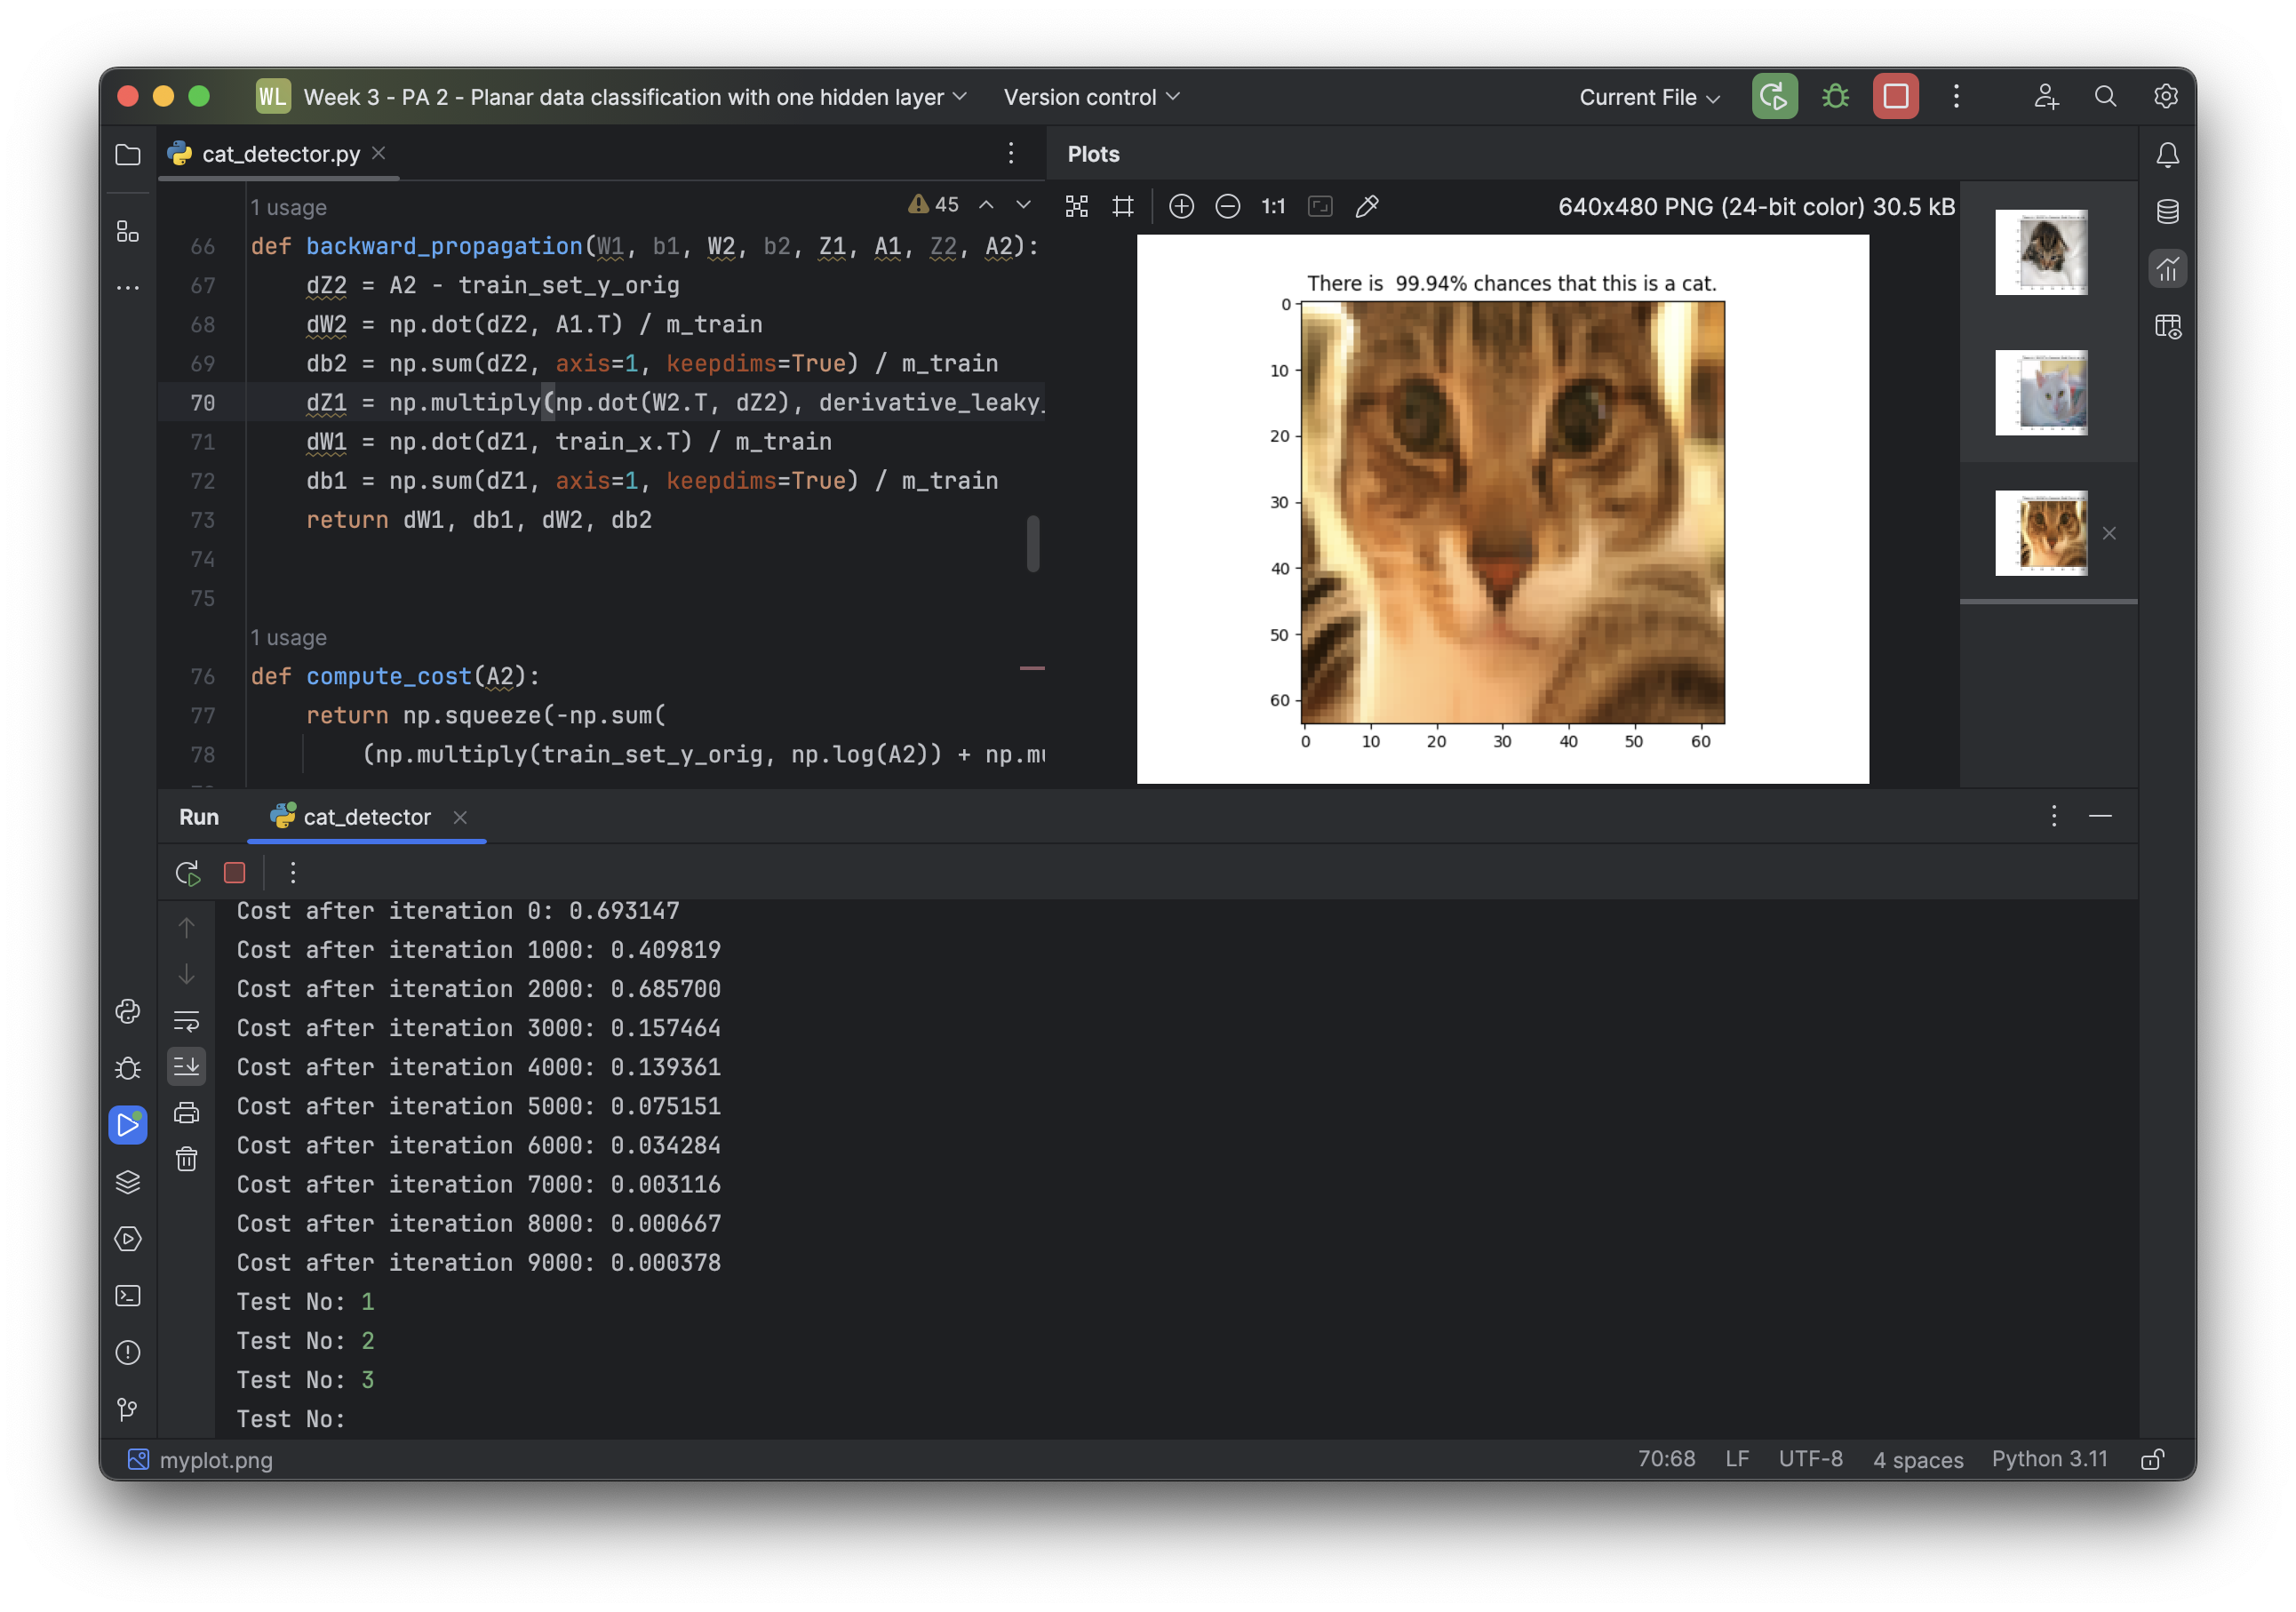 WL Week 3 - PA 2 - Planar data classification with one hidden layer Version control Current File
cat_detector.py
Plots
1 usage
45
66 def backward_propagation(W1, b1, W2, b2, Z1, A1, Z2, A2):
67 dZ2 = A2 - train_set_y_orig
68 dW2 = np.dot(dZ2, A1.T) / m_train
69 db2 = np.sum(dZ2, axis=1, keepdims=True) / m_train
70 dZ1 = np.multiply(np.dot(W2.T, dZ2), derivative_leaky_
71 dW1 = np.dot(dZ1, train_x.T) / m_train
72 db1 = np.sum(dZ1, axis=1, keepdims=True) / m_train
73 return dW1, db1, dW2, db2
74
75
1 usage
76 def compute_cost(A2):
77 return np.squeeze(-np.sum(
78 (np.multiply(train_set_y_orig, np.log(A2)) + np.mu
1:1
640x480 PNG (24-bit color) 30.5 kB
There is 99.94% chances that this is a cat.
0
10
20
30
40
50
60
0 10 20 30 40 50 60
Run cat_detector
Cost after iteration 0: 0.693147
Cost after iteration 1000: 0.409819
Cost after iteration 2000: 0.685700
Cost after iteration 3000: 0.157464
Cost after iteration 4000: 0.139361
Cost after iteration 5000: 0.075151
Cost after iteration 6000: 0.034284
Cost after iteration 7000: 0.003116
Cost after iteration 8000: 0.000667
Cost after iteration 9000: 0.000378
Test No: 1
Test No: 2
Test No: 3
Test No:
myplot.png
70:68 LF UTF-8 4 spaces Python 3.11